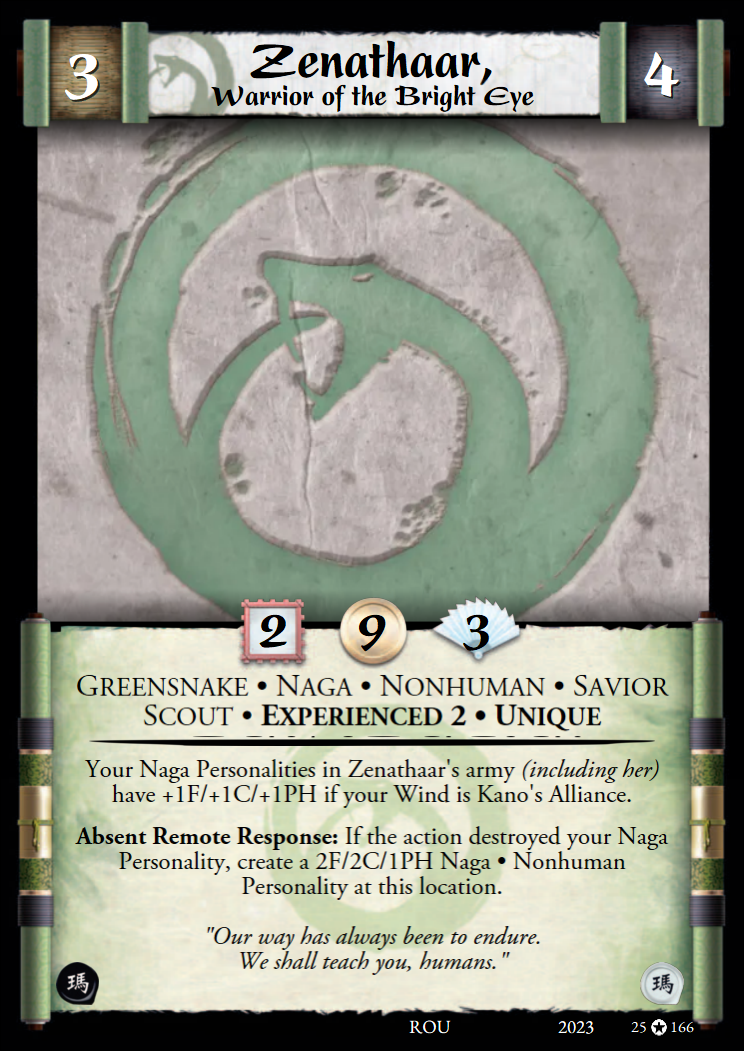 3
Zenathaar,
Warrior of the Bright Eye
4
2
9
3
GREENSNAKE • NAGA • NONHUMAN • SAVIOR
SCOUT • EXPERIENCED 2 • UNIQUE
Your Naga Personalities in Zenathaar's army (including her)
have +1F/+1C/+1PH if your Wind is Kano's Alliance.
Absent Remote Response: If the action destroyed your Naga
Personality, create a 2F/2C/1PH Naga • Nonhuman
Personality at this location.
"Our way has always been to endure.
We shall teach you, humans."
瑪
瑪
ROU 2023 25 ✪ 166